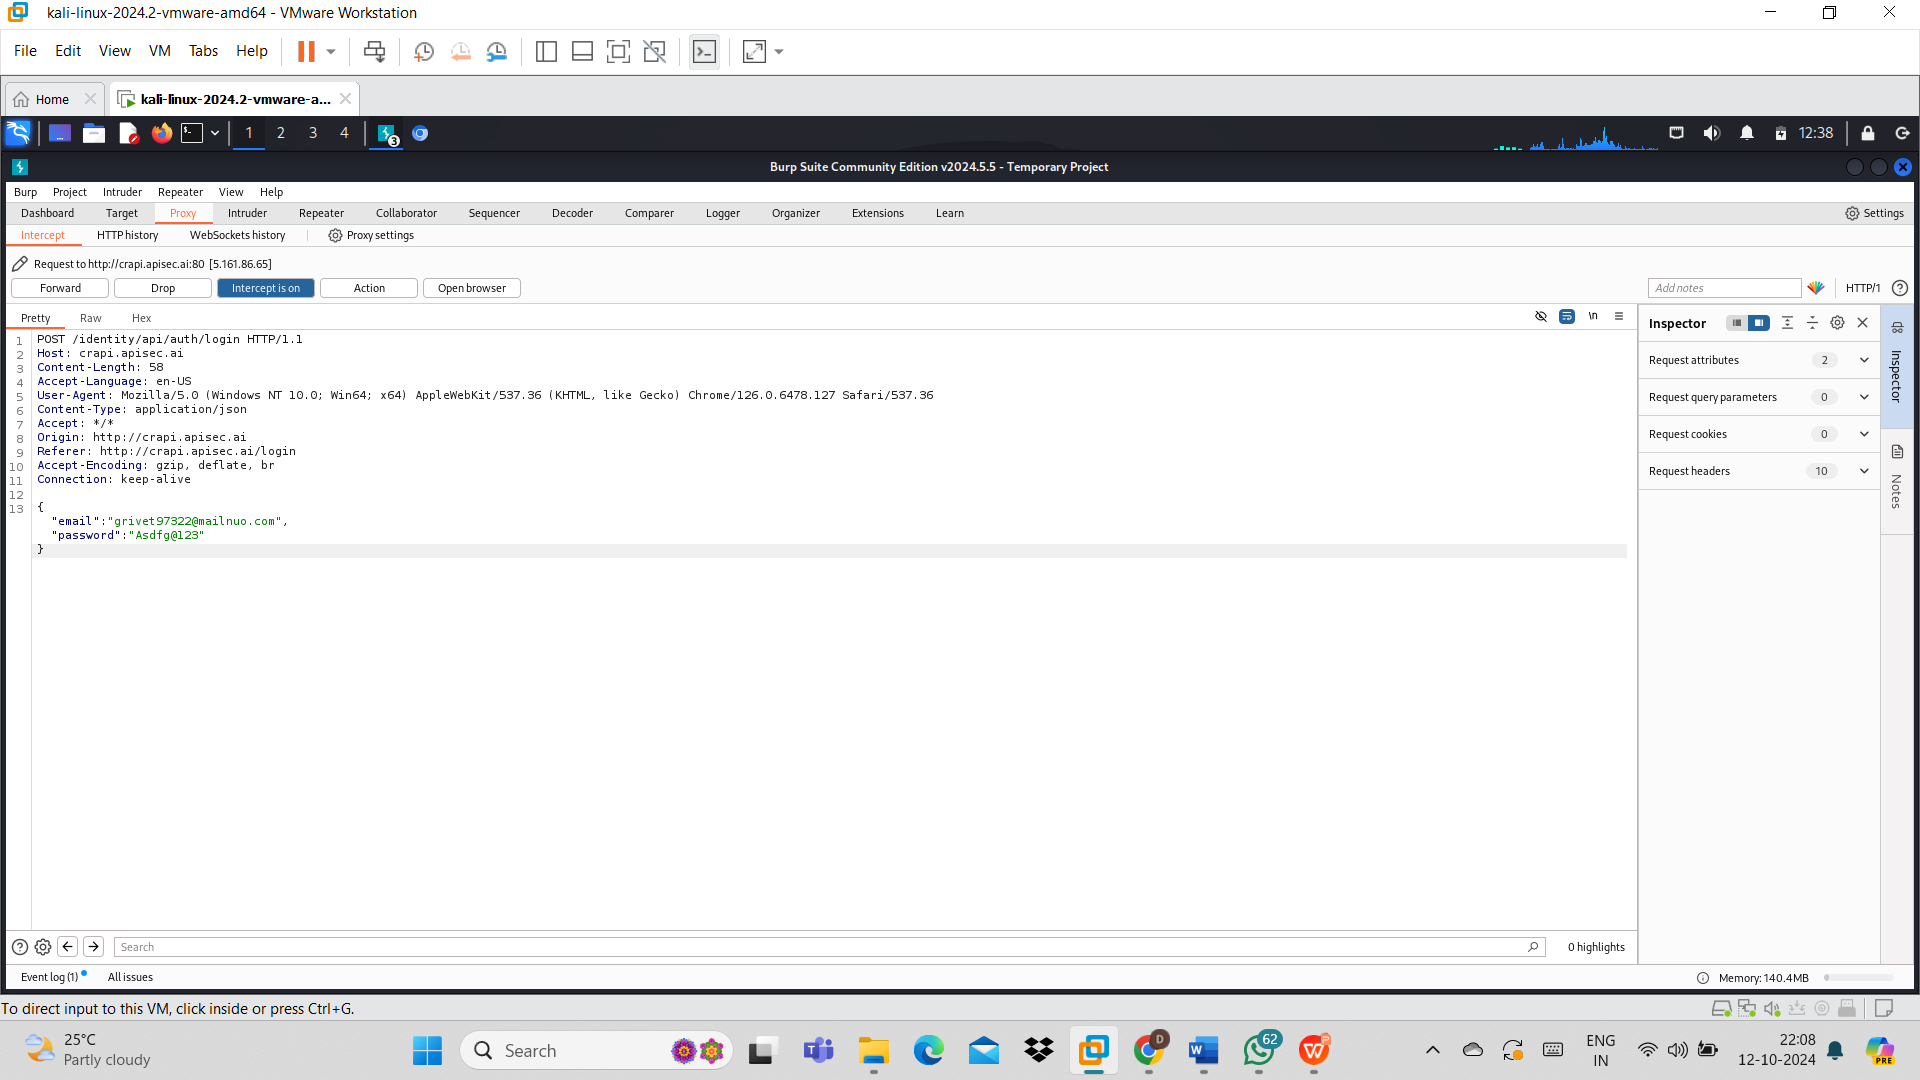 kali-linux-2024.2-vmware-amd64 - VMware Workstation
File Edit View VM Tabs Help
Home kali-linux-2024.2-vmware-a...
1 2 3 4 3 12:38
Burp Suite Community Edition v2024.5.5 - Temporary Project
Burp Project Intruder Repeater View Help
Dashboard Target Proxy Intruder Repeater Collaborator Sequencer Decoder Comparer Logger Organizer Extensions Learn Settings
Intercept HTTP history WebSockets history Proxy settings
Request to http://crapi.apisec.ai:80 [5.161.86.65]
Forward Drop Intercept is on Action Open browser Add notes HTTP/1
Pretty Raw Hex \n Inspector
1 POST /identity/api/auth/login HTTP/1.1
2 Host: crapi.apisec.ai
3 Content-Length: 58
4 Accept-Language: en-US
5 User-Agent: Mozilla/5.0 (Windows NT 10.0; Win64; x64) AppleWebKit/537.36 (KHTML, like Gecko) Chrome/126.0.6478.127 Safari/537.36
6 Content-Type: application/json
7 Accept: */*
8 Origin: http://crapi.apisec.ai
9 Referer: http://crapi.apisec.ai/login
10 Accept-Encoding: gzip, deflate, br
11 Connection: keep-alive
12
13 {
"email":"grivet97322@mailnuo.com",
"password":"Asdfg@123"
}
Request attributes 2
Request query parameters 0
Request cookies 0
Request headers 10
Inspector
Notes
Search 0 highlights
Event log (1) All issues Memory: 140.4MB
To direct input to this VM, click inside or press Ctrl+G.
25°C
Partly cloudy
Search
D
62
ENG
IN
22:08
12-10-2024
PRE